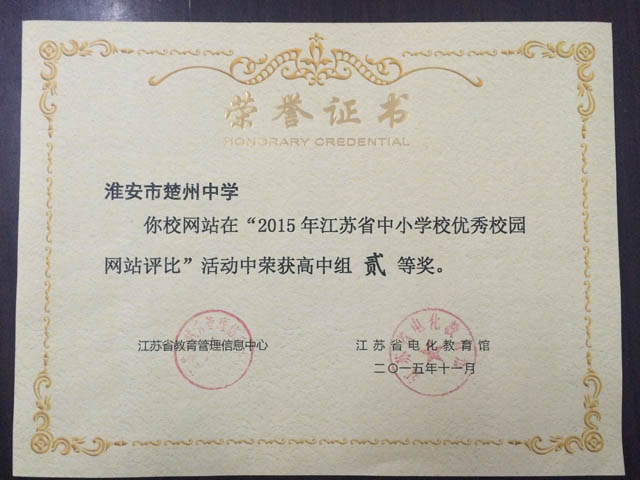 荣誉证书
HONORARY CREDENTIAL
淮安市楚州中学
你校网站在“2015年江苏省中小学校优秀校园
网站评比”活动中荣获高中组 贰 等奖。
江苏省教育管理信息中心
江苏省电化教育馆
二〇一五年十一月